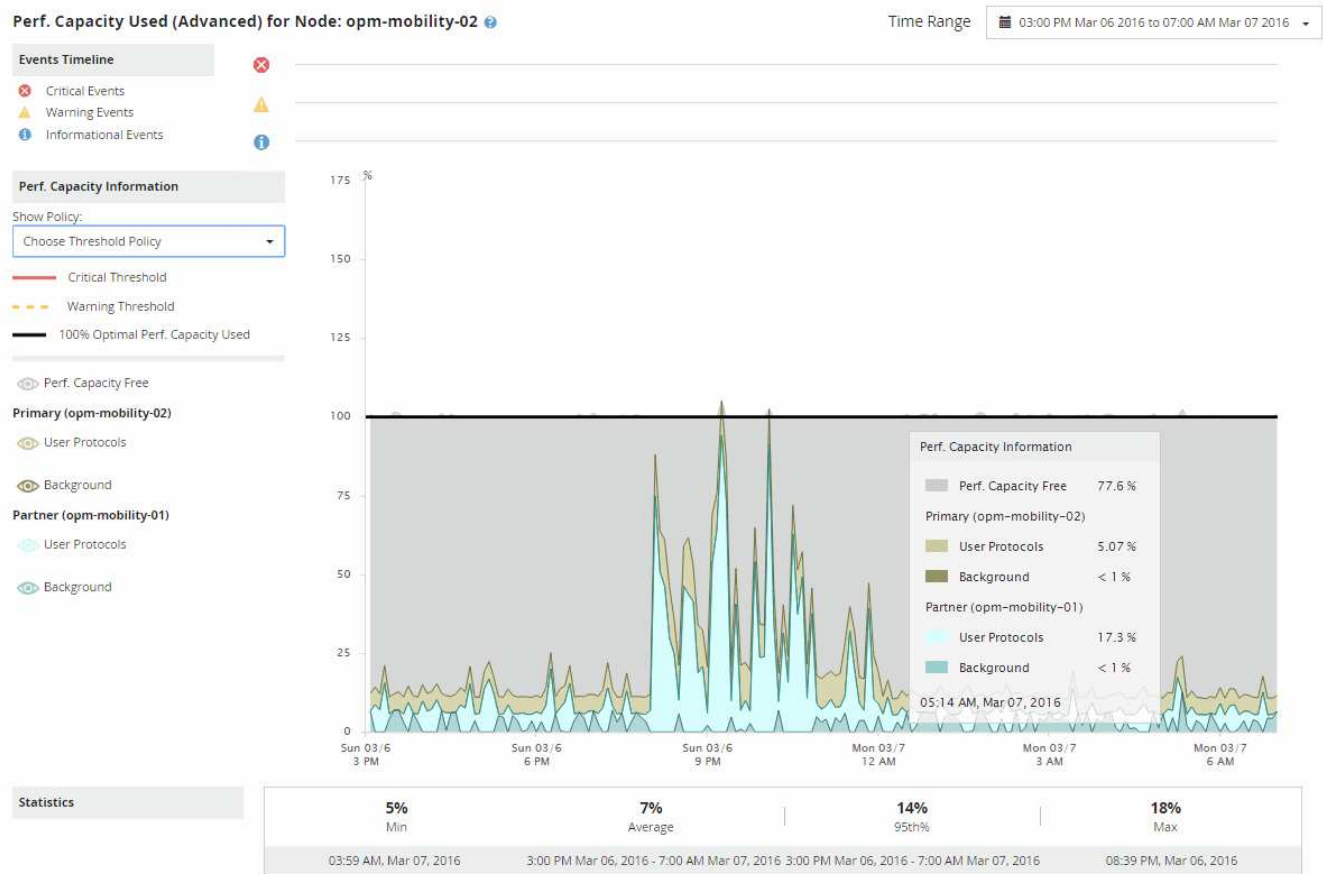 Perf. Capacity Used (Advanced) for Node: opm-mobility-02 ?
Time Range 03:00 PM Mar 06 2016 to 07:00 AM Mar 07 2016
Events Timeline
Critical Events
Warning Events
Informational Events
Perf. Capacity Information
Show Policy:
Choose Threshold Policy
Critical Threshold
Warning Threshold
100% Optimal Perf. Capacity Used
Perf. Capacity Free
Primary (opm-mobility-02)
User Protocols
Background
Partner (opm-mobility-01)
User Protocols
Background
%
175
150
125
100
75
50
25
0
Sun 03/6 Sun 03/6 Sun 03/6 Mon 03/7 Mon 03/7 Mon 03/7
3 PM 6 PM 9 PM 12 AM 3 AM 6 AM
Perf. Capacity Information
Perf. Capacity Free 77.6 %
Primary (opm-mobility-02)
User Protocols 5.07 %
Background < 1 %
Partner (opm-mobility-01)
User Protocols 17.3 %
Background < 1 %
05:14 AM, Mar 07, 2016
Statistics
5% 7% 14% 18%
Min Average 95th% Max
03:59 AM, Mar 07, 2016 3:00 PM Mar 06, 2016 - 7:00 AM Mar 07, 2016 3:00 PM Mar 06, 2016 - 7:00 AM Mar 07, 2016 08:39 PM, Mar 06, 2016